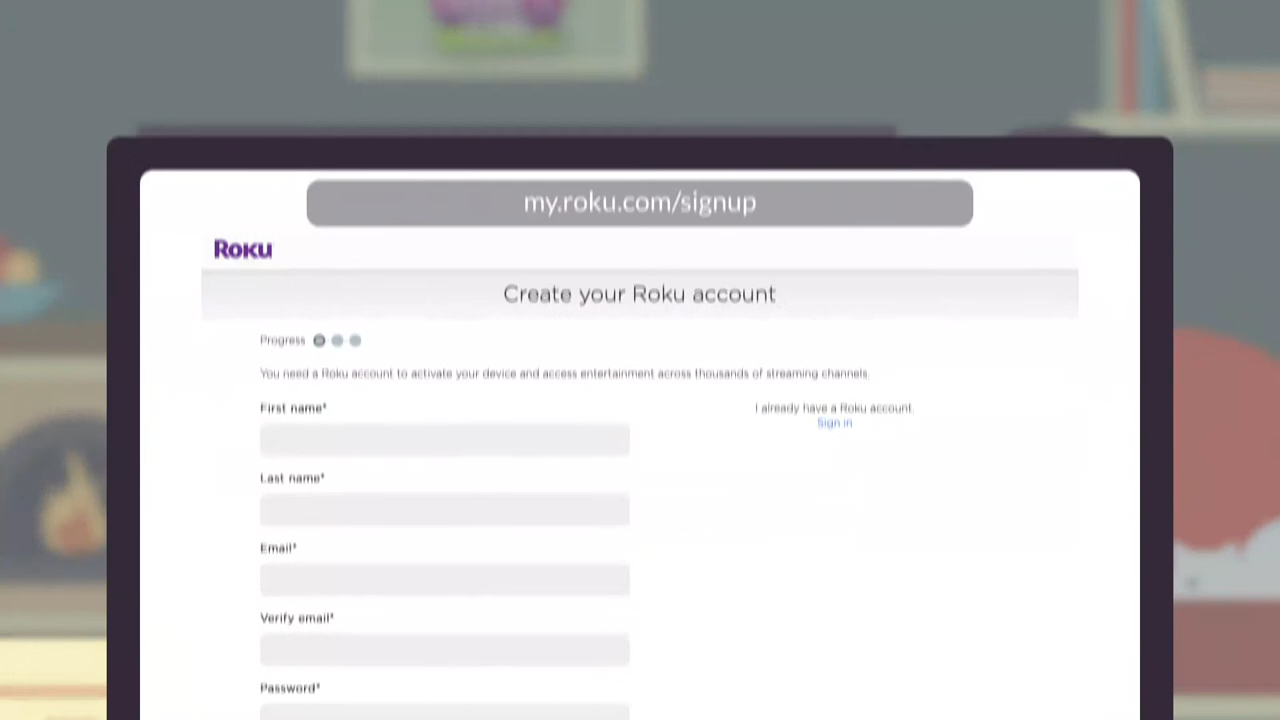 my.roku.com/signup
Roku
Create your Roku account
Progress
You need a Roku account to activate your device and access entertainment across thousands of streaming channels.
First name*
I already have a Roku account.
Sign in
Last name*
Email*
Verify email*
Password*